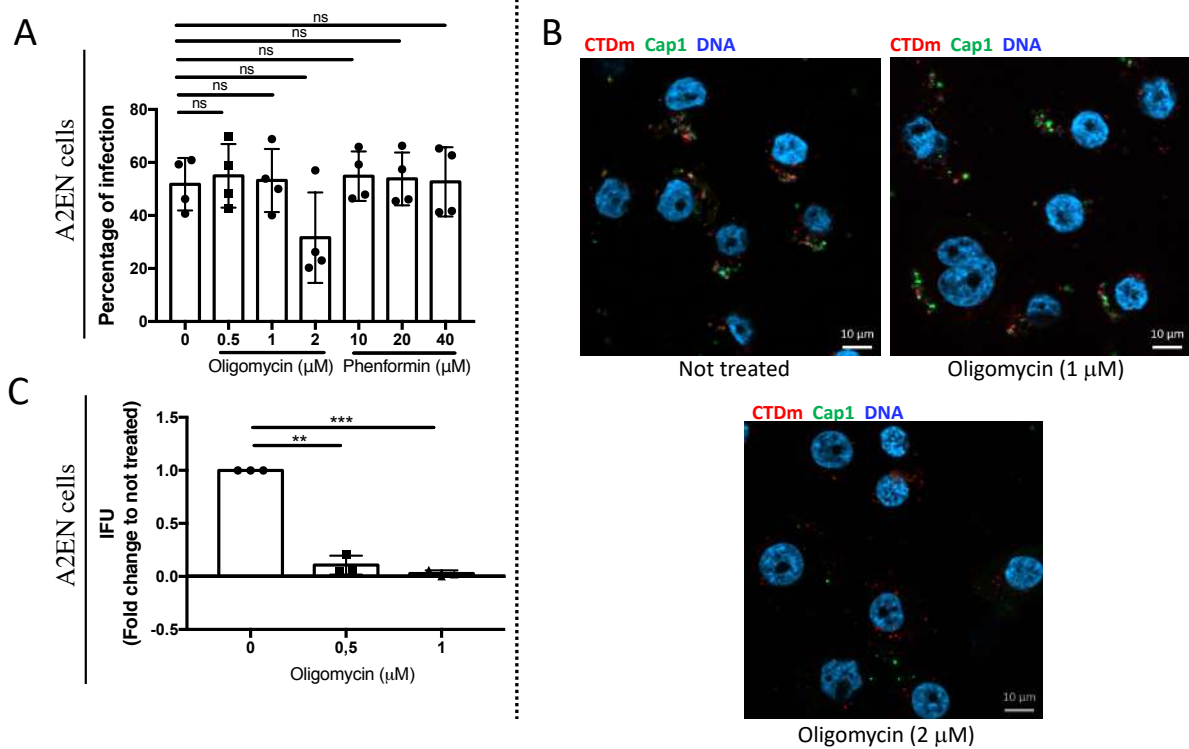 A
ns
ns
ns
ns
ns
ns
A2EN cells
Percentage of infection
80
60
40
20
0
0 0.5 1 2 10 20 40
Oligomycin (μM) Phenformin (μM)
B
CTDm Cap1 DNA
10 μm
Not treated
CTDm Cap1 DNA
10 μm
Oligomycin (1 μM)
CTDm Cap1 DNA
10 μm
Oligomycin (2 μM)
C
A2EN cells
IFU
(Fold change to not treated)
1.5
1.0
0.5
0.0
-0.5
***
**
0 0,5 1
Oligomycin (μM)